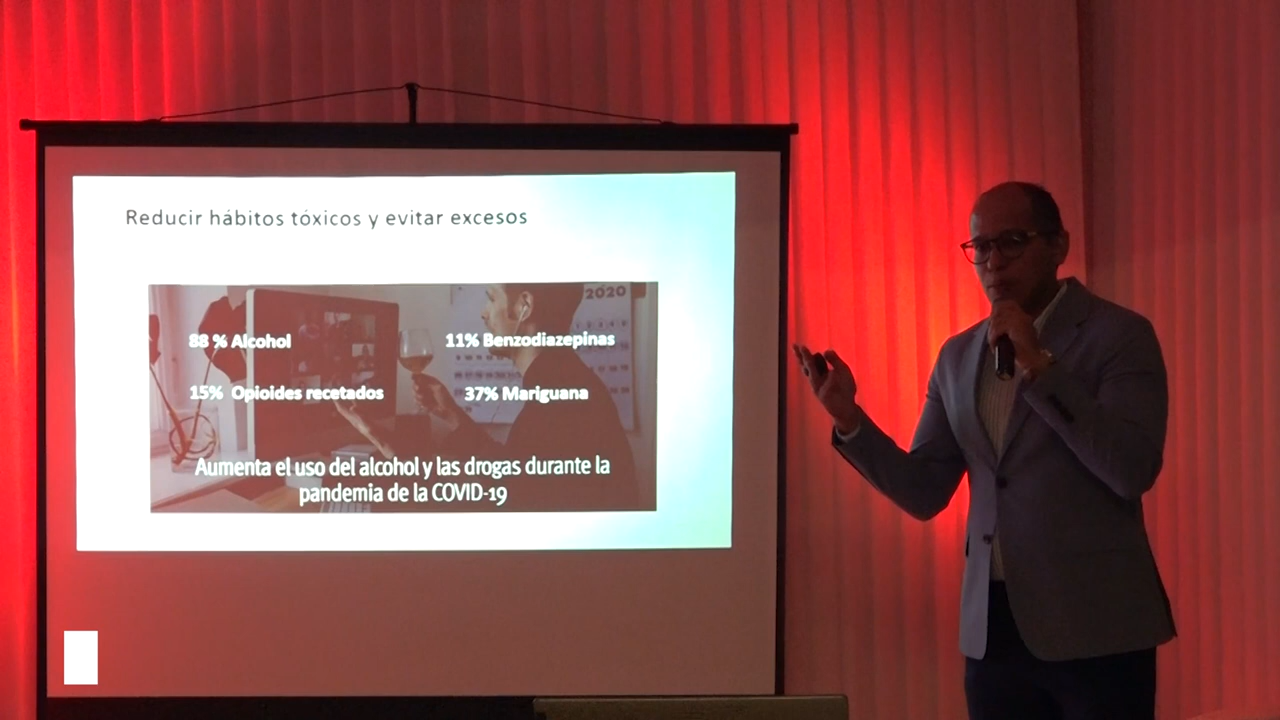 Reducir hábitos tóxicos y evitar excesos
2020
88 % Alcohol
11% Benzodiazepinas
15% Opioides recetados
37% Mariguana
Aumenta el uso del alcohol y las drogas durante la
pandemia de la COVID-19